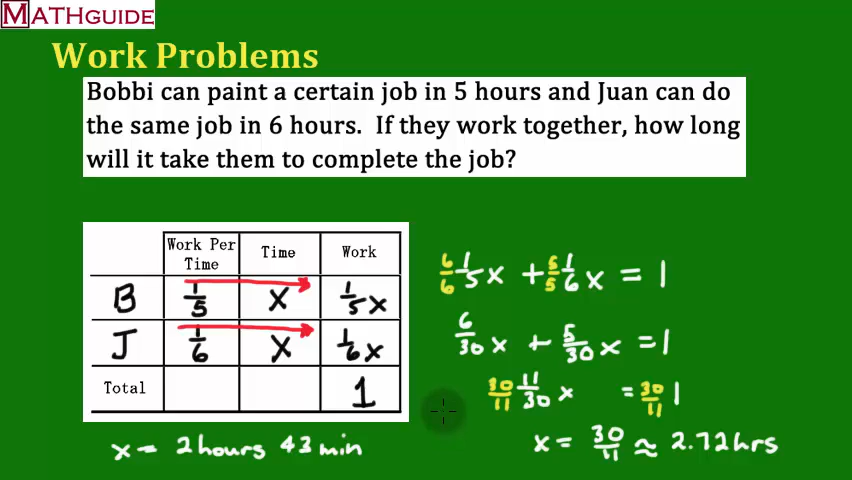 MATHGUIDE
Work Problems
Bobbi can paint a certain job in 5 hours and Juan can do
the same job in 6 hours. If they work together, how long
will it take them to complete the job?
Work Per Time Time Work
B 1/5 x 1/5 x
J 1/6 x 1/6 x
Total 1
x = 2 hours 43 min
6/6 1/5 x + 5/5 1/6 x = 1
6/30 x + 5/30 x = 1
30/11 11/30 x = 30/11 1
x = 30/11 ≈ 2.72 hrs